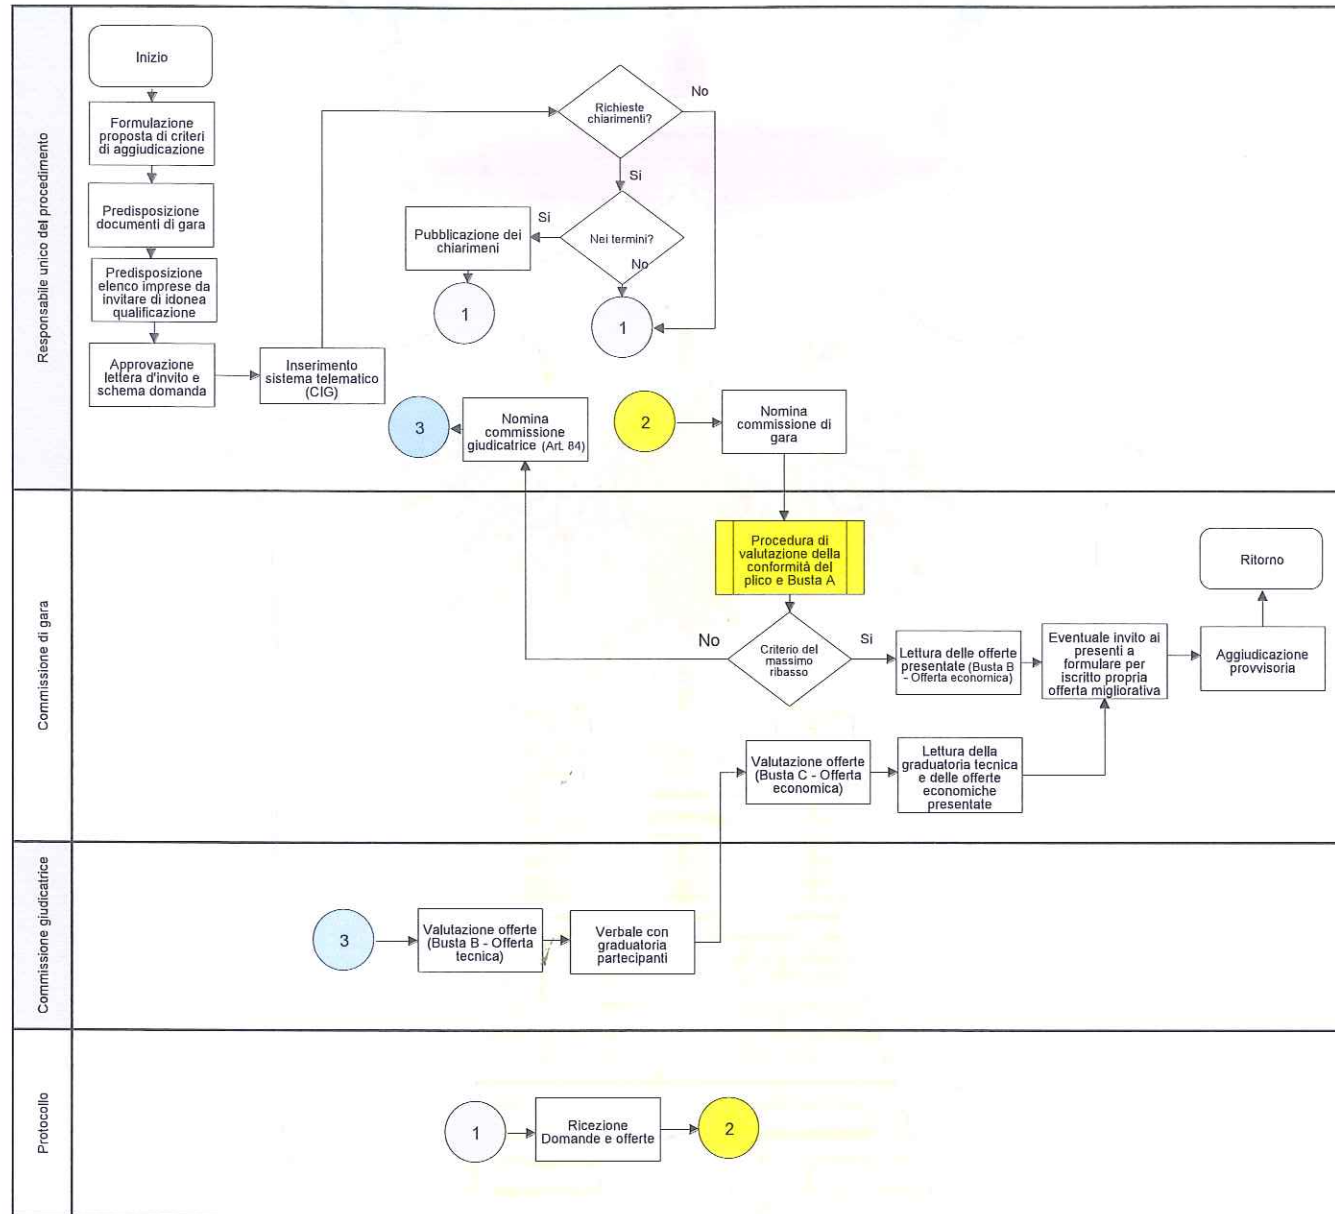 Responsabile unico del procedimento
Inizio
Formulazione
proposta di criteri
di aggiudicazione
Predisposizione
documenti di gara
Predisposizione
elenco imprese da
invitare di idonea
qualificazione
Approvazione
lettera d'invito e
schema domanda
Inserimento
sistema telematico
(CIG)
Richieste
chiarimenti?
No
Si
Nei termini?
Si
No
Pubblicazione dei
chiarimeni
1
1
3
Nomina
commissione
giudicatrice (Art. 84)
2
Nomina
commissione di
gara
Commissione di gara
Procedura di
valutazione della
conformità del
plico e Busta A
Criterio del
massimo
ribasso
No
Si
Lettura delle offerte
presentate (Busta B
- Offerta economica)
Eventuale invito ai
presenti a
formulare per
iscritto propria
offerta migliorativa
Aggiudicazione
provvisoria
Ritorno
Valutazione offerte
(Busta C - Offerta
economica)
Lettura della
graduatoria tecnica
e delle offerte
economiche
presentate
Commissione giudicatrice
3
Valutazione offerte
(Busta B - Offerta
tecnica)
Verbale con
graduatoria
partecipanti
Protocollo
1
Ricezione
Domande e offerte
2